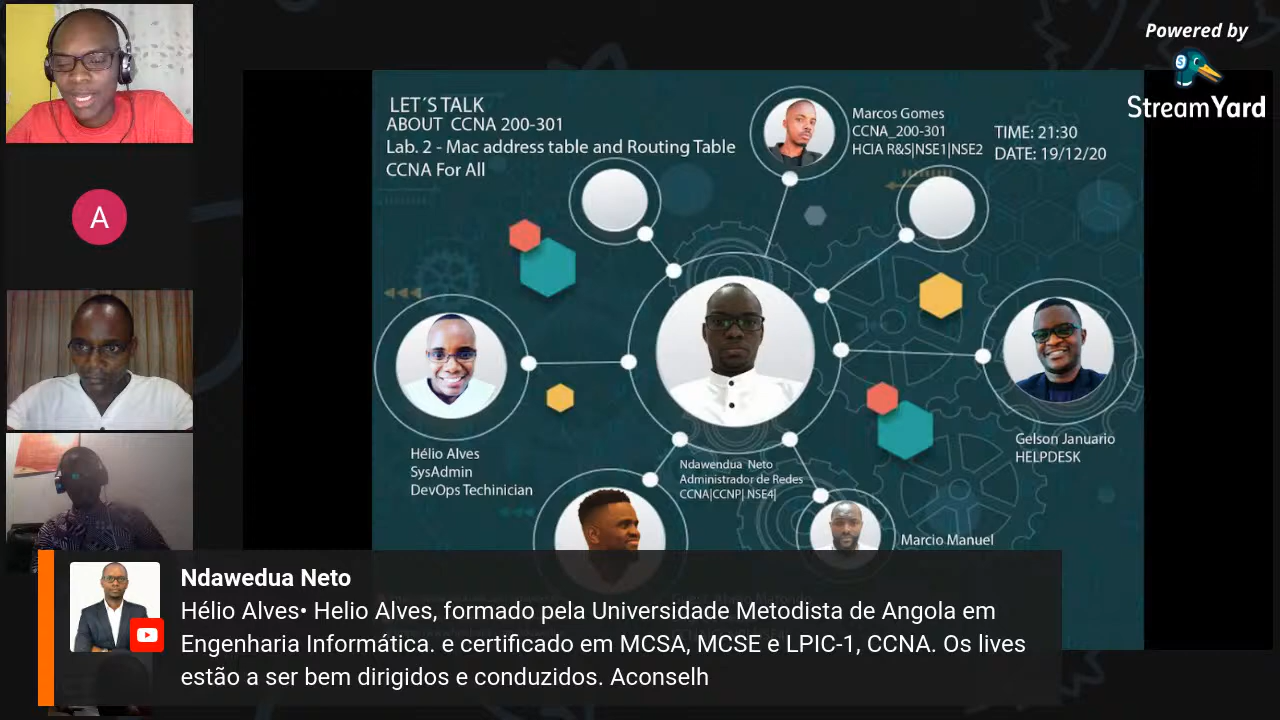 Powered by
StreamYard
A
LET´S TALK
ABOUT CCNA 200-301
Lab. 2 - Mac address table and Routing Table
CCNA For All
Marcos Gomes
CCNA_200-301
HCIA R&S|NSE1|NSE2
TIME: 21:30
DATE: 19/12/20
Hélio Alves
SysAdmin
DevOps Techinician
Ndawendua Neto
Administrador de Redes
CCNA|CCNP| NSE4|
Gelson Januario
HELPDESK
Marcio Manuel
Ndawedua Neto
Hélio Alves• Helio Alves, formado pela Universidade Metodista de Angola em
Engenharia Informática. e certificado em MCSA, MCSE e LPIC-1, CCNA. Os lives
estão a ser bem dirigidos e conduzidos. Aconselh